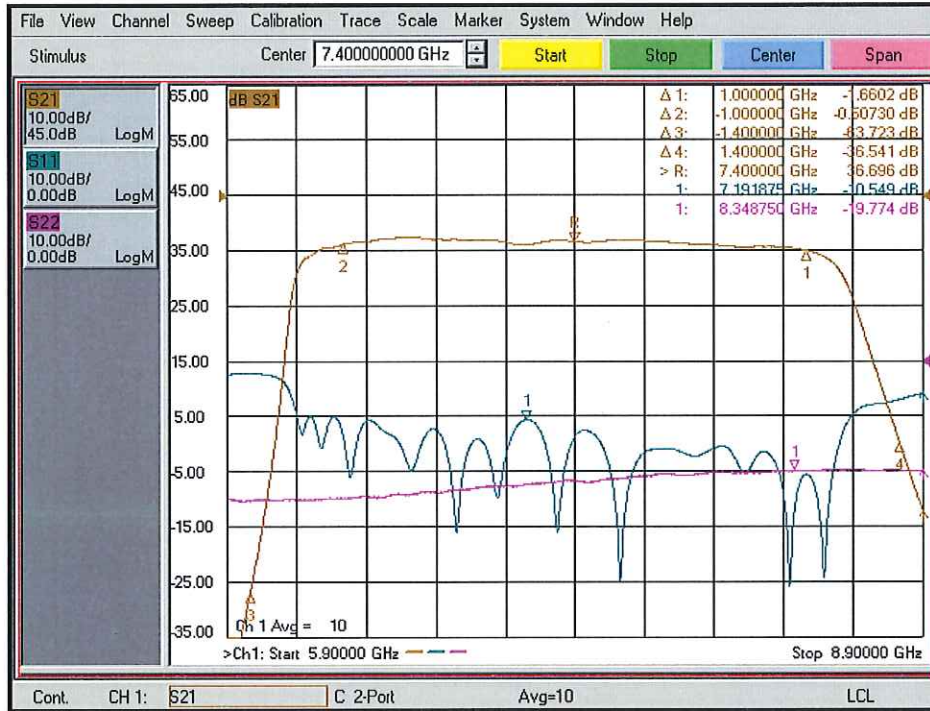 File View Channel Sweep Calibration Trace Scale Marker System Window Help
Stimulus Center 7.400000000 GHz Start Stop Center Span
S21
10.00dB/
45.0dB LogM
S11
10.00dB/
0.00dB LogM
S22
10.00dB/
0.00dB LogM
dB S21
Δ 1: 1.000000 GHz -1.6602 dB
Δ 2: -1.000000 GHz -0.50730 dB
Δ 3: -1.400000 GHz -63.723 dB
Δ 4: 1.400000 GHz -36.541 dB
> R: 7.400000 GHz 36.696 dB
1: 7.191875 GHz -10.549 dB
1: 8.348750 GHz -19.774 dB
65.00
55.00
45.00
35.00
25.00
15.00
5.00
-5.00
-15.00
-25.00
-35.00
R
2
1
1
1
4
3
Ch 1 Avg = 10
>Ch1: Start 5.90000 GHz Stop 8.90000 GHz
Cont. CH 1: S21 C 2-Port Avg=10 LCL